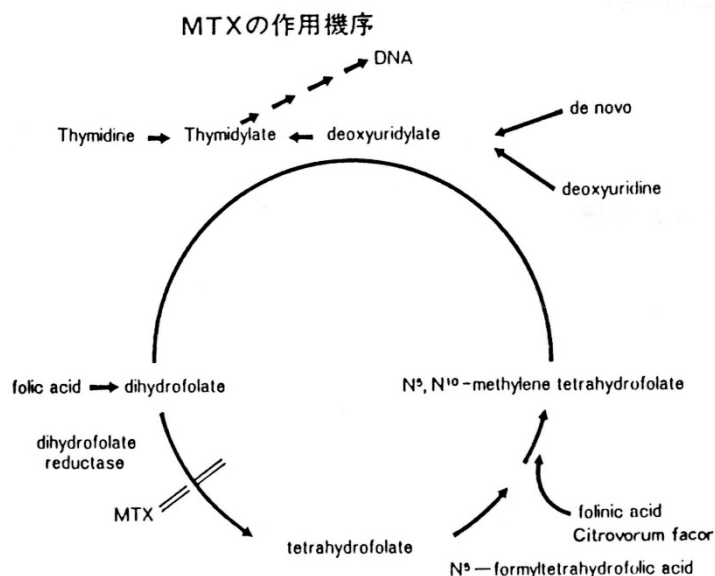 MTXの作用機序
DNA
de novo
Thymidine
Thymidylate
deoxyuridylate
deoxyuridine
folic acid
dihydrofolate
N⁵, N¹⁰-methylene tetrahydrofolate
dihydrofolate
reductase
MTX
tetrahydrofolate
folinic acid
Citrovorum facor
N⁵—formyltetrahydrofolic acid